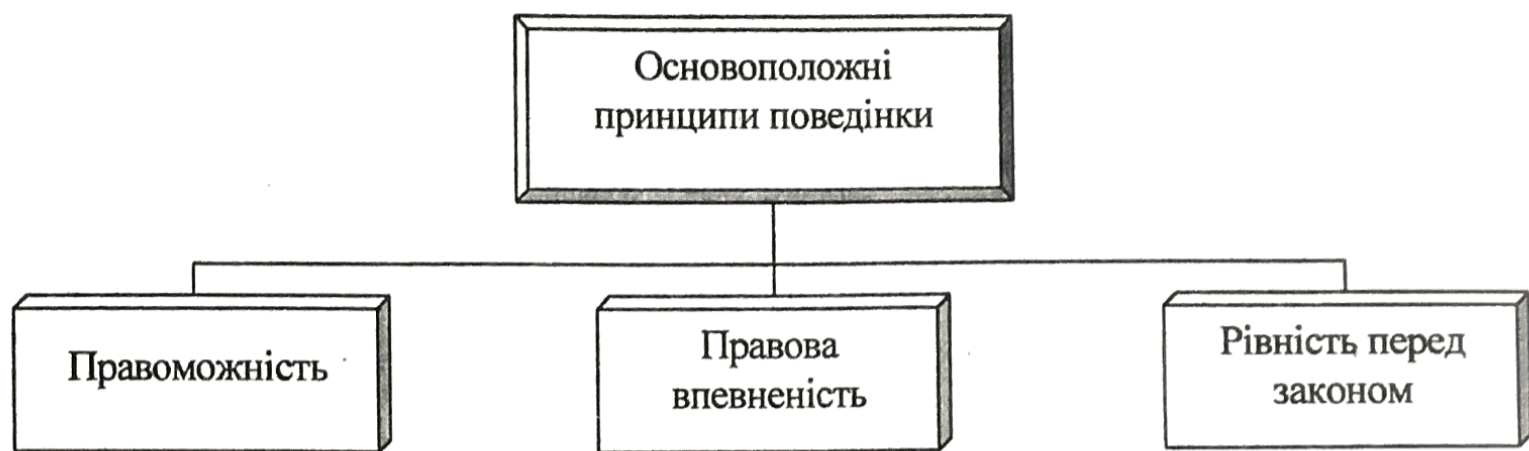 Основоположні
принципи поведінки
Правоможність
Правова
впевненість
Рівність перед
законом